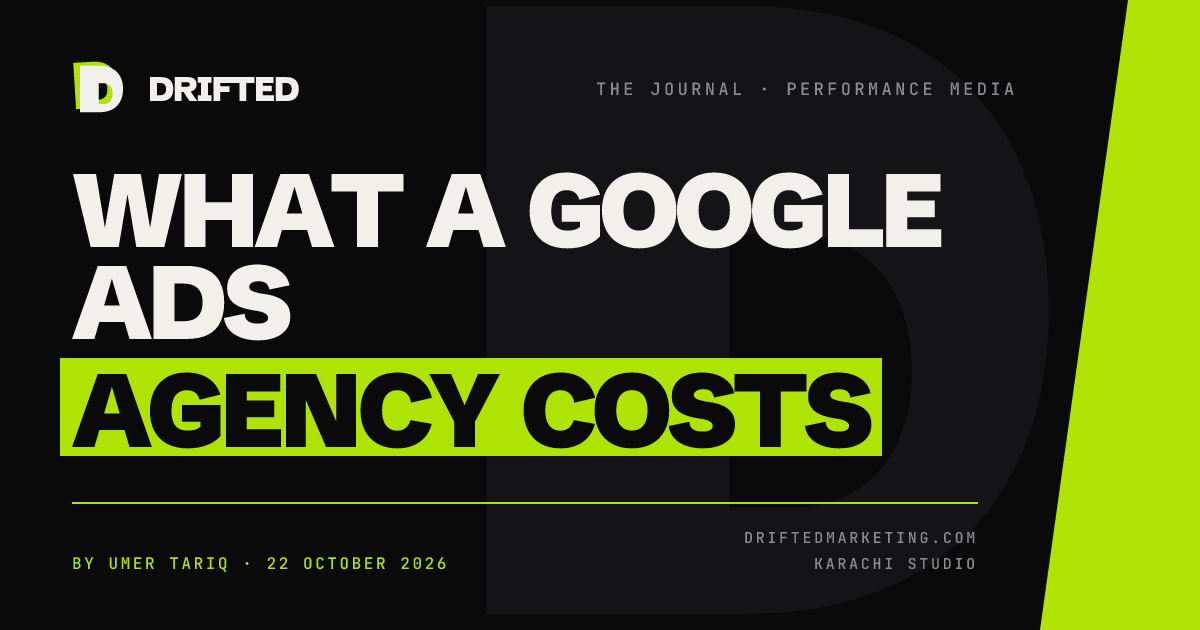 DRIFTED
THE JOURNAL · PERFORMANCE MEDIA
WHAT A GOOGLE
ADS
AGENCY COSTS
DRIFTEDMARKETING.COM
BY UMER TARIQ · 22 OCTOBER 2026
KARACHI STUDIO